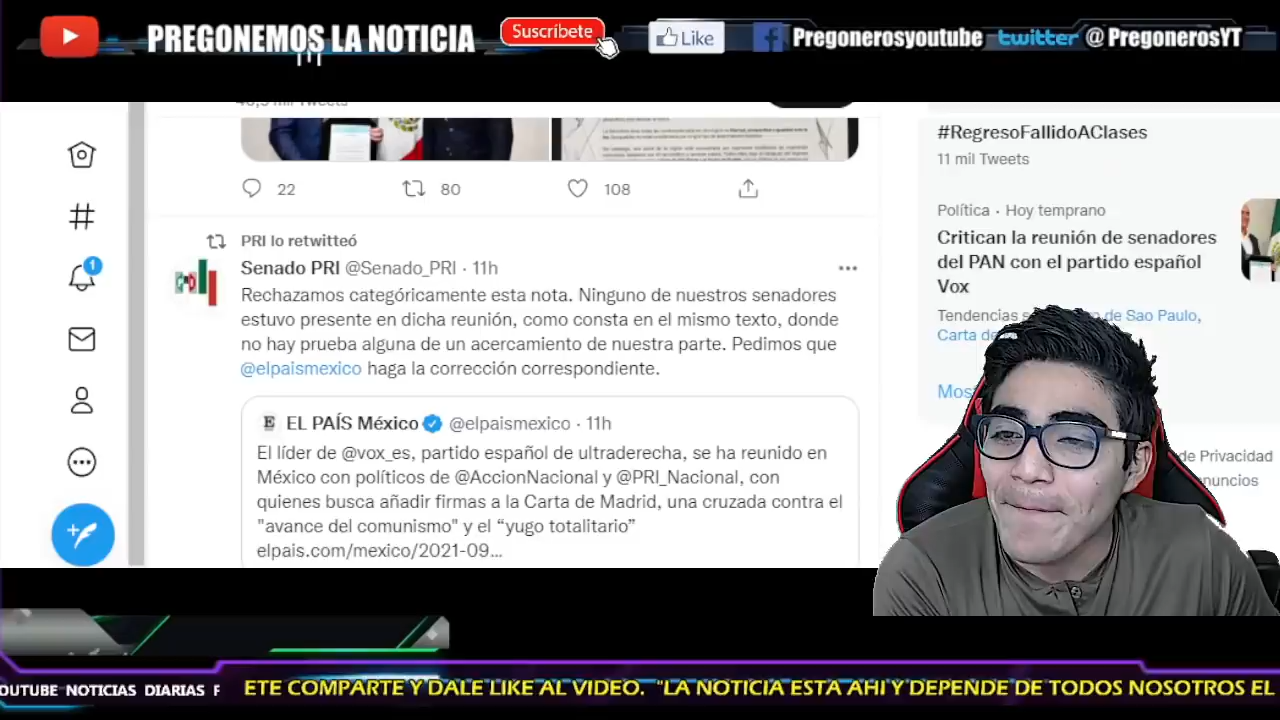 PREGONEMOS LA NOTICIA
Suscríbete
Like
Pregonerosyoutube
twitter @PregonerosYT
Tweets
22
80
108
PRI lo retwitteó
Senado PRI @Senado_PRI · 11h
Rechazamos categóricamente esta nota. Ninguno de nuestros senadores
estuvo presente en dicha reunión, como consta en el mismo texto, donde
no hay prueba alguna de un acercamiento de nuestra parte. Pedimos que
@elpaismexico haga la corrección correspondiente.
EL PAÍS México @elpaismexico · 11h
El líder de @vox_es, partido español de ultraderecha, se ha reunido en
México con políticos de @AccionNacional y @PRI_Nacional, con
quienes busca añadir firmas a la Carta de Madrid, una cruzada contra el
"avance del comunismo" y el “yugo totalitario”
elpais.com/mexico/2021-09...
1
#RegresoFallidoAClases
11 mil Tweets
Política · Hoy temprano
Critican la reunión de senadores
del PAN con el partido español
Vox
de Sao Paulo,
Carta de
de Privacidad
OUTUBE NOTICIAS DIARIAS
ETE COMPARTE Y DALE LIKE AL VIDEO. "LA NOTICIA ESTA AHI Y DEPENDE DE TODOS NOSOTROS EL